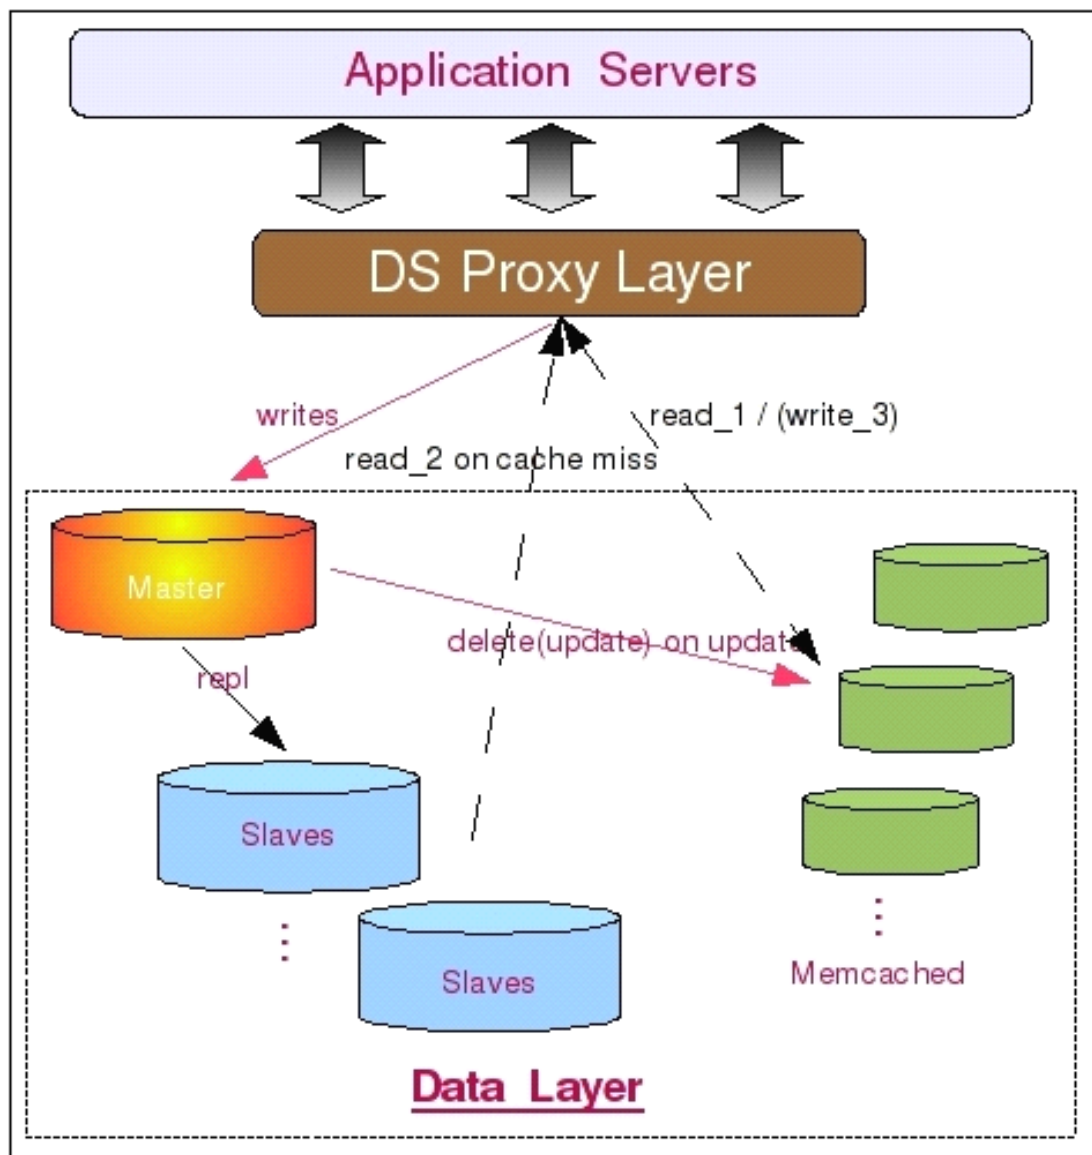 Application Servers
DS Proxy Layer
writes
read_1 / (write_3)
read_2 on cache miss
Master
delete(update) on update
repl
Slaves
Slaves
Memcached
Data Layer